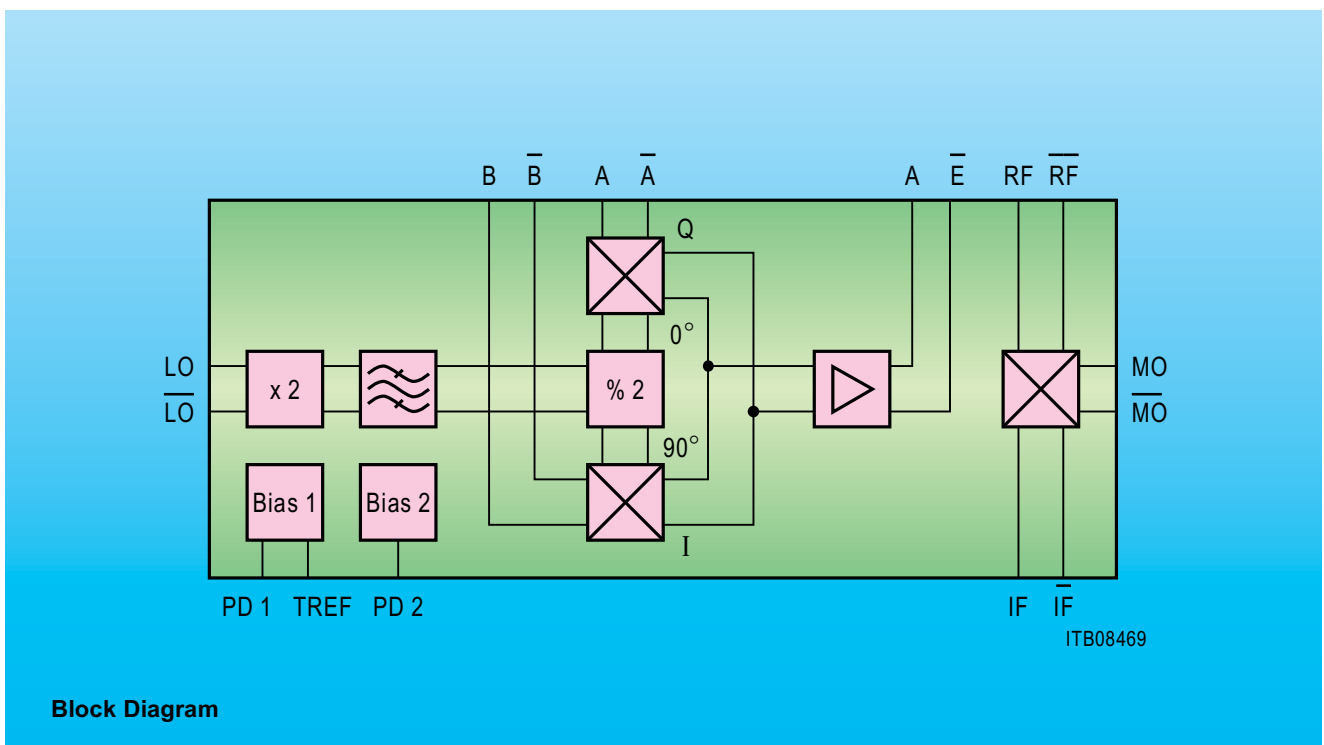 B B̅ A A̅ A E̅ RF R̅F̅
Q
0°
LO x 2 % 2 MO
L̅O̅ M̅O̅
90°
Bias 1 Bias 2
I
PD 1 TREF PD 2 IF I̅F
ITB08469
Block Diagram